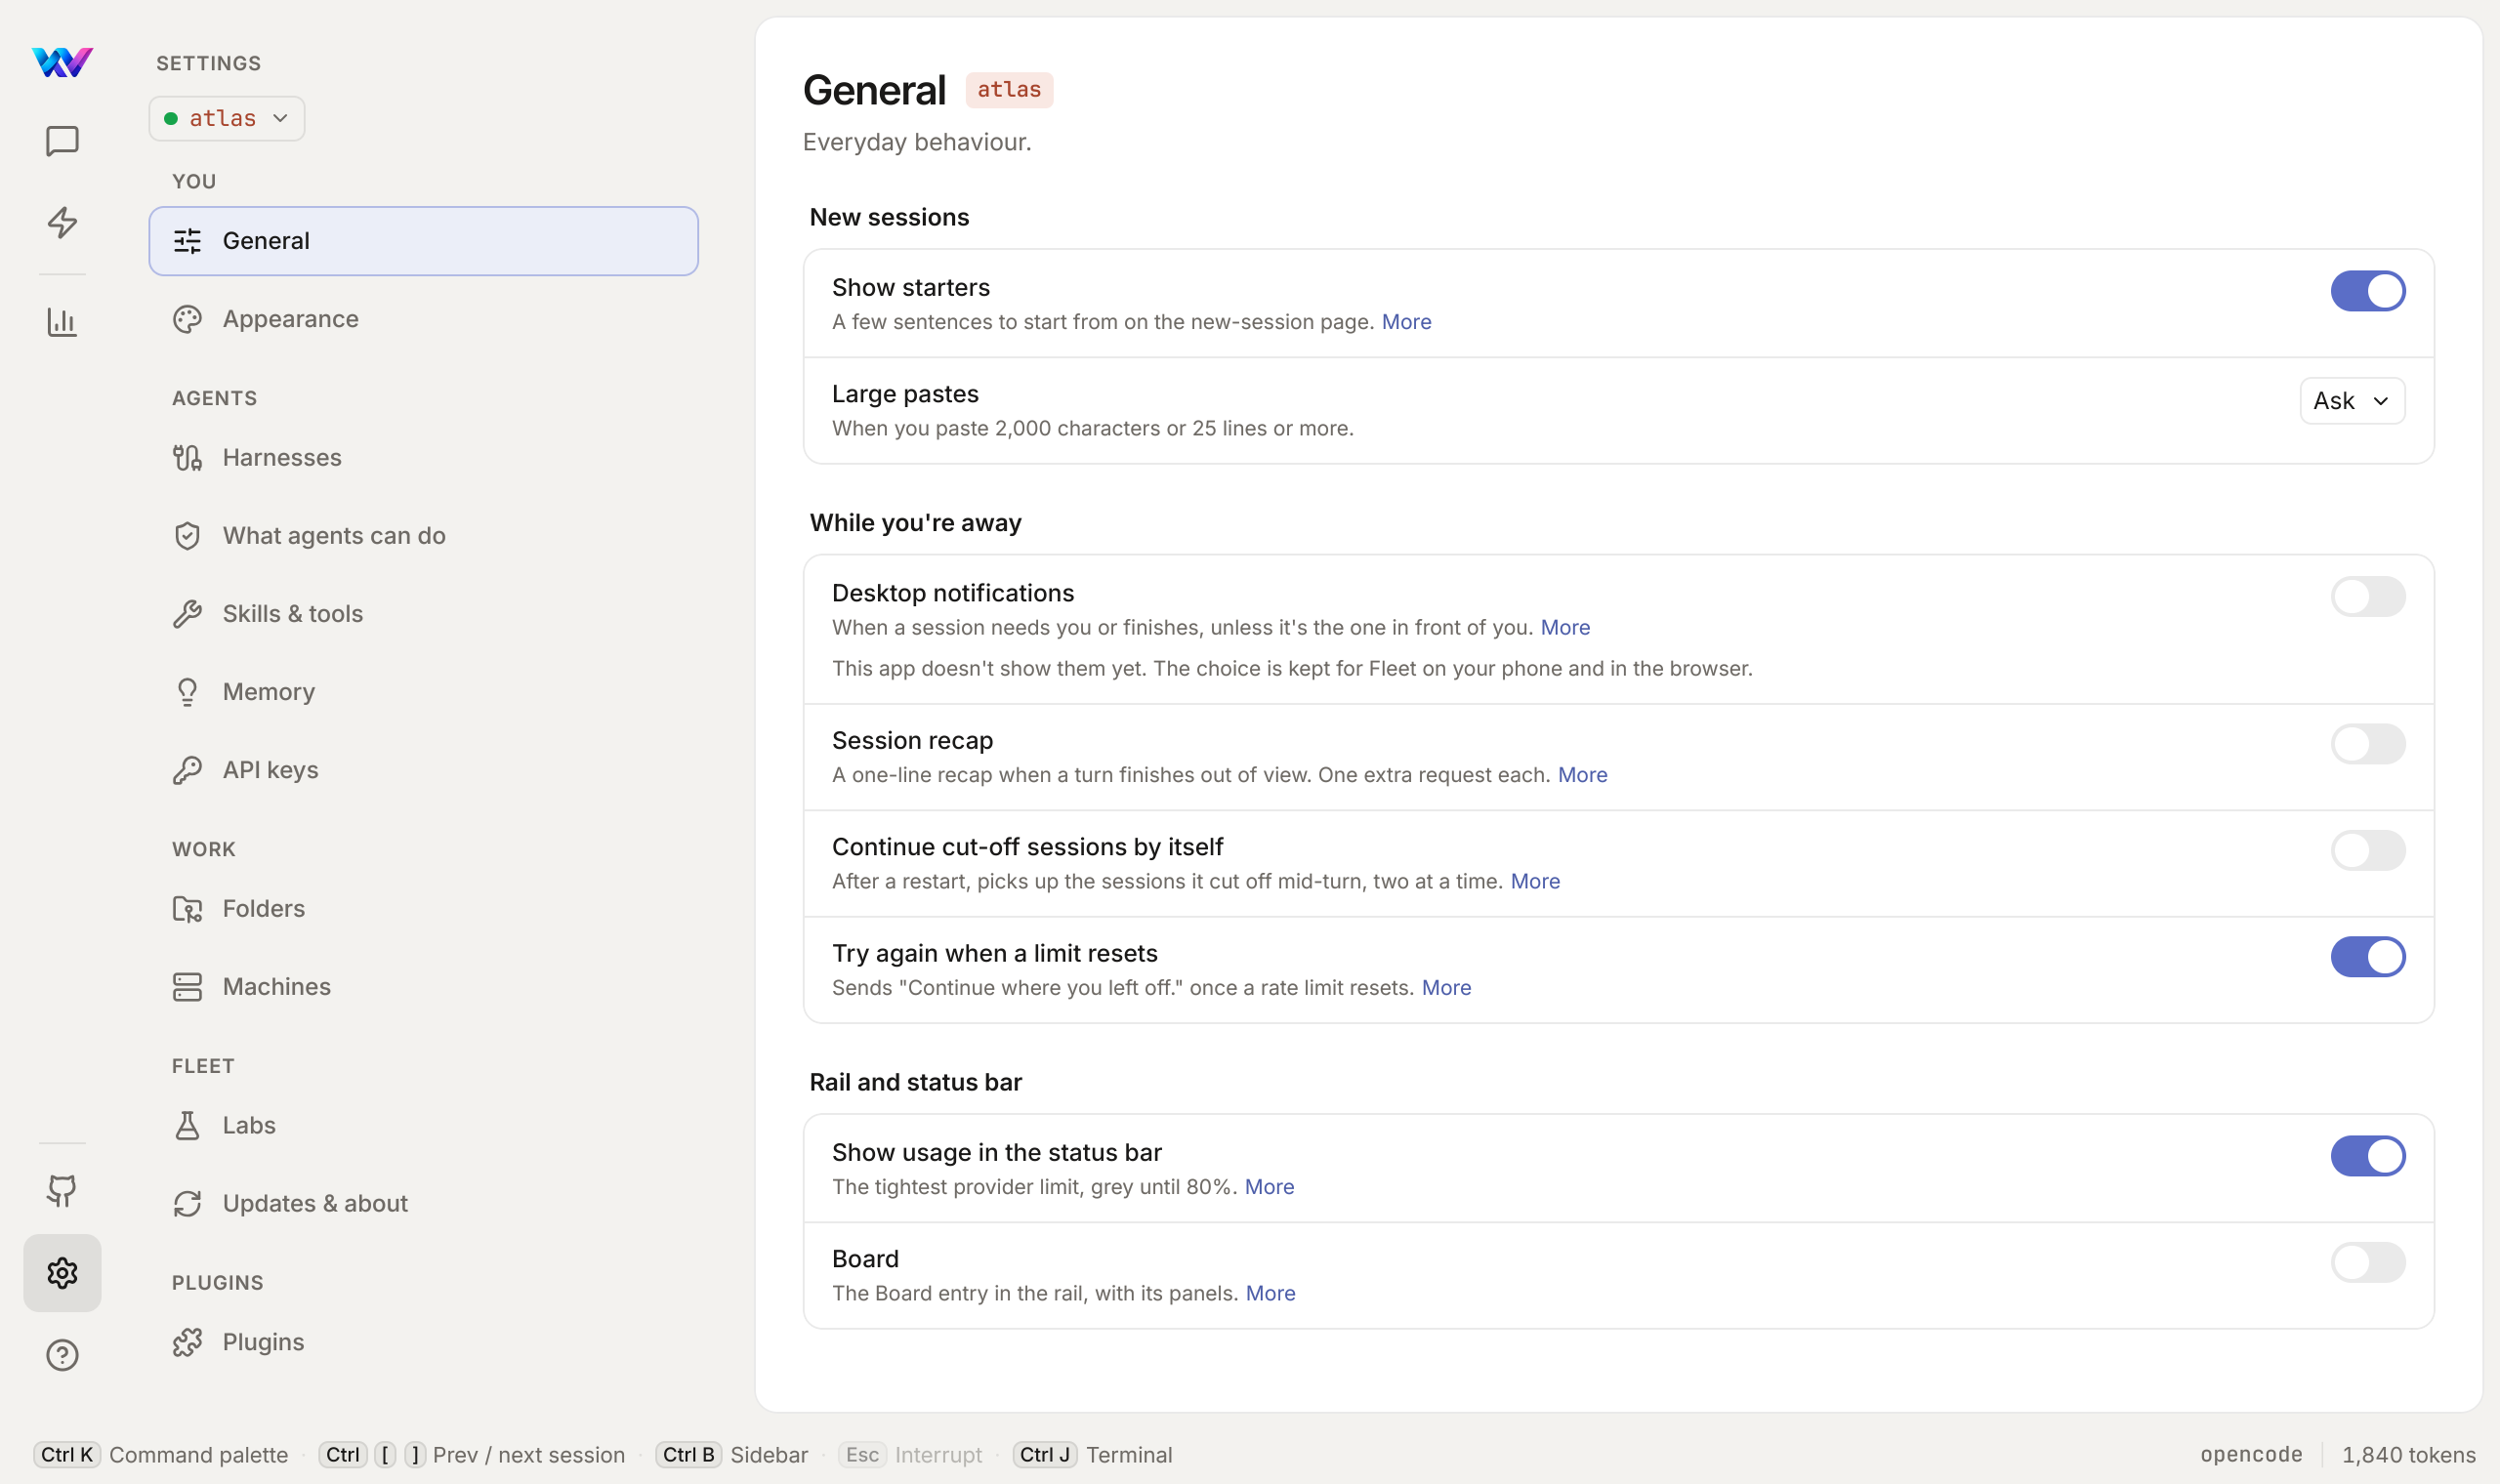 SETTINGS
atlas
YOU
General
Appearance
AGENTS
Harnesses
What agents can do
Skills & tools
Memory
API keys
WORK
Folders
Machines
FLEET
Labs
Updates & about
PLUGINS
Plugins
General atlas
Everyday behaviour.
New sessions
Show starters
A few sentences to start from on the new-session page. More
Large pastes
When you paste 2,000 characters or 25 lines or more.
Ask
While you're away
Desktop notifications
When a session needs you or finishes, unless it's the one in front of you. More
This app doesn't show them yet. The choice is kept for Fleet on your phone and in the browser.
Session recap
A one-line recap when a turn finishes out of view. One extra request each. More
Continue cut-off sessions by itself
After a restart, picks up the sessions it cut off mid-turn, two at a time. More
Try again when a limit resets
Sends "Continue where you left off." once a rate limit resets. More
Rail and status bar
Show usage in the status bar
The tightest provider limit, grey until 80%. More
Board
The Board entry in the rail, with its panels. More
Ctrl K Command palette · Ctrl [ ] Prev / next session · Ctrl B Sidebar · Esc Interrupt · Ctrl J Terminal
opencode 1,840 tokens